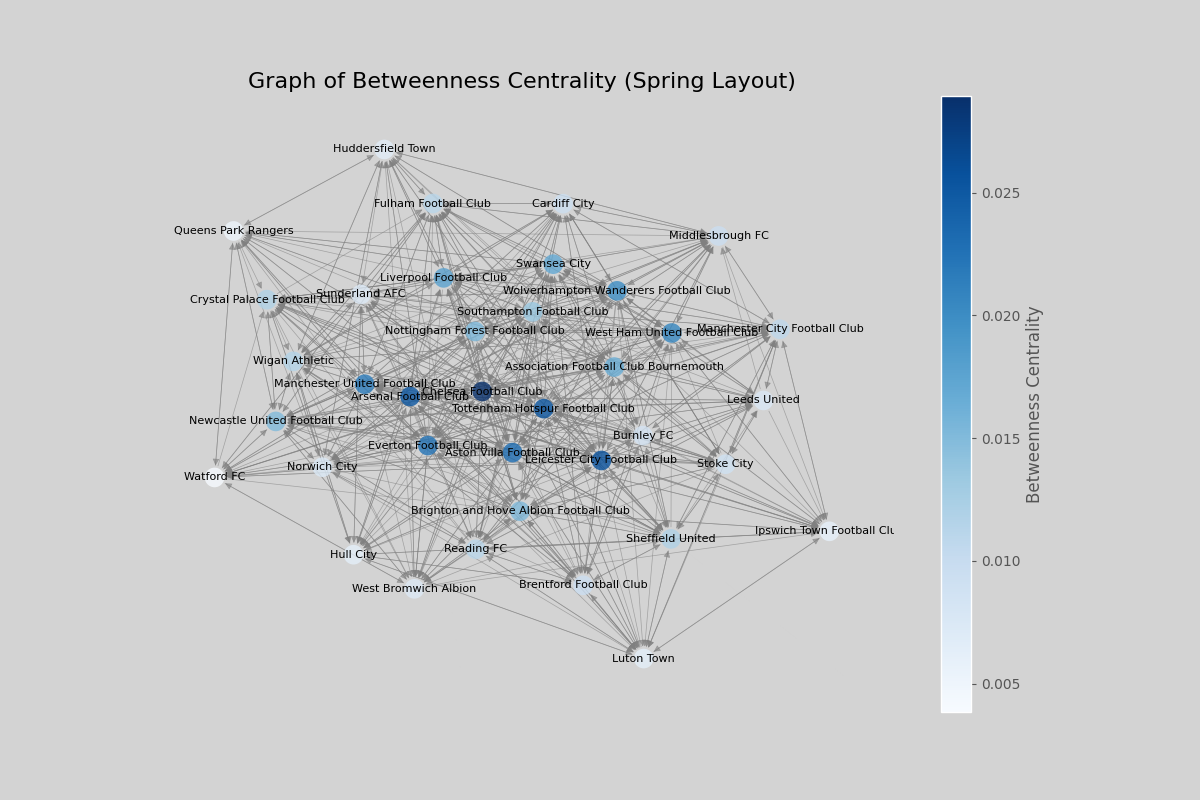 Graph of Betweenness Centrality (Spring Layout)
Huddersfield Town
Fulham Football Club
Cardiff City
Queens Park Rangers
Middlesbrough FC
Swansea City
Liverpool Football Club
Wolverhampton Wanderers Football Club
Sunderland AFC
Crystal Palace Football Club
Southampton Football Club
Nottingham Forest Football Club
West Ham United Football Club
Manchester City Football Club
Wigan Athletic
Association Football Club Bournemouth
Manchester United Football Club
Chelsea Football Club
Arsenal Football Club
Leeds United
Tottenham Hotspur Football Club
Newcastle United Football Club
Burnley FC
Everton Football Club
Aston Villa Football Club
Leicester City Football Club
Stoke City
Norwich City
Watford FC
Brighton and Hove Albion Football Club
Ipswich Town Football Clu
Sheffield United
Reading FC
Hull City
Brentford Football Club
West Bromwich Albion
Luton Town
0.025
0.020
0.015
0.010
0.005
Betweenness Centrality